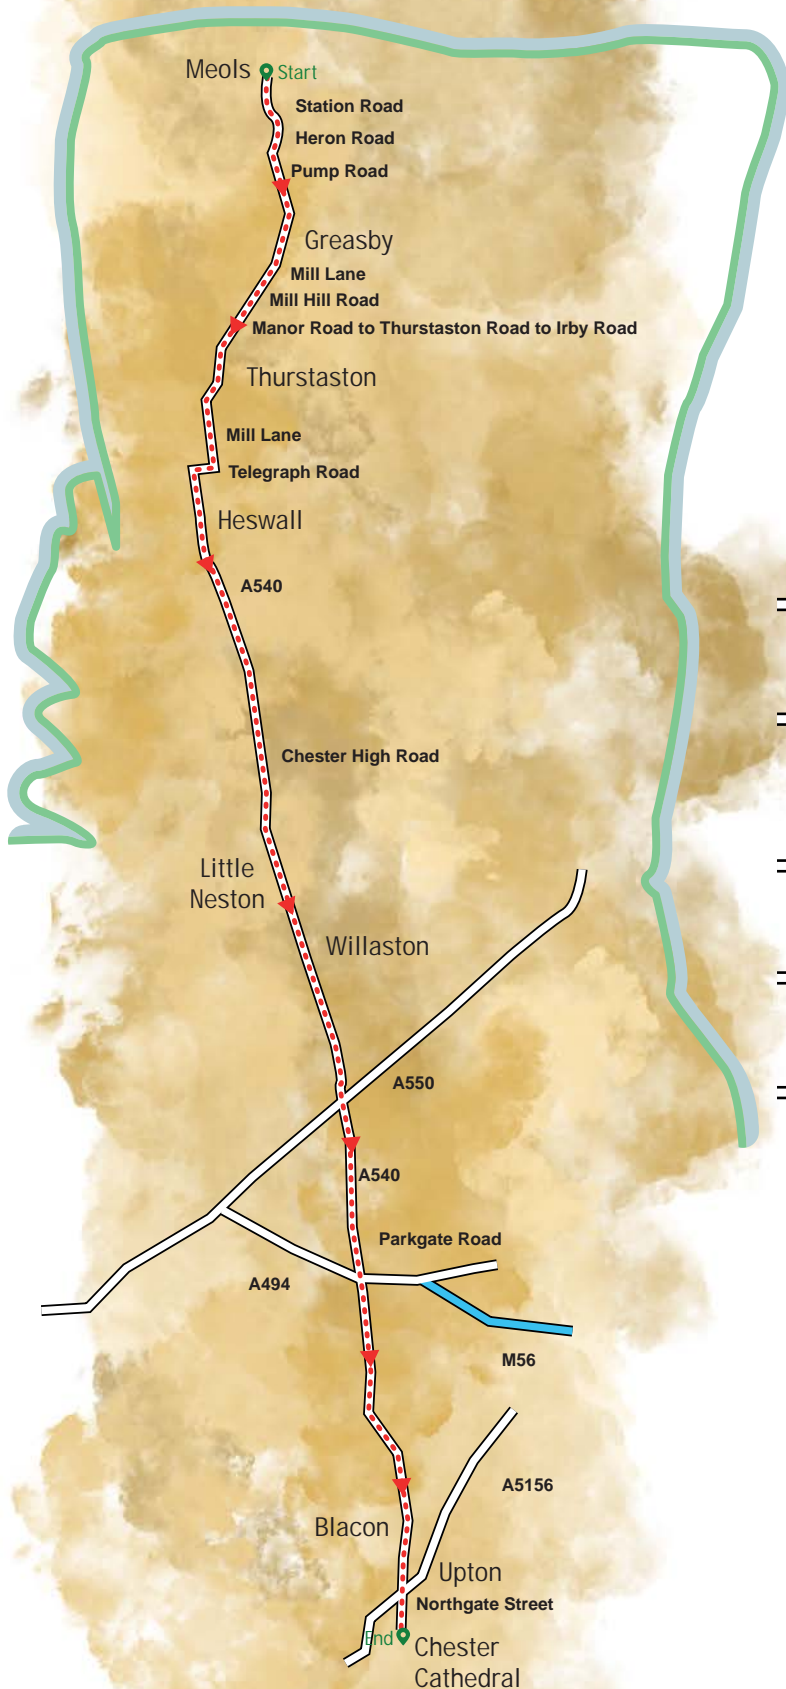 Meols
Start
Station Road
Heron Road
Pump Road
Greasby
Mill Lane
Mill Hill Road
Manor Road to Thurstaston Road to Irby Road
Thurstaston
Mill Lane
Telegraph Road
Heswall
A540
Chester High Road
Little
Neston
Willaston
A550
A540
Parkgate Road
A494
M56
A5156
Blacon
Upton
Northgate Street
End
Chester
Cathedral